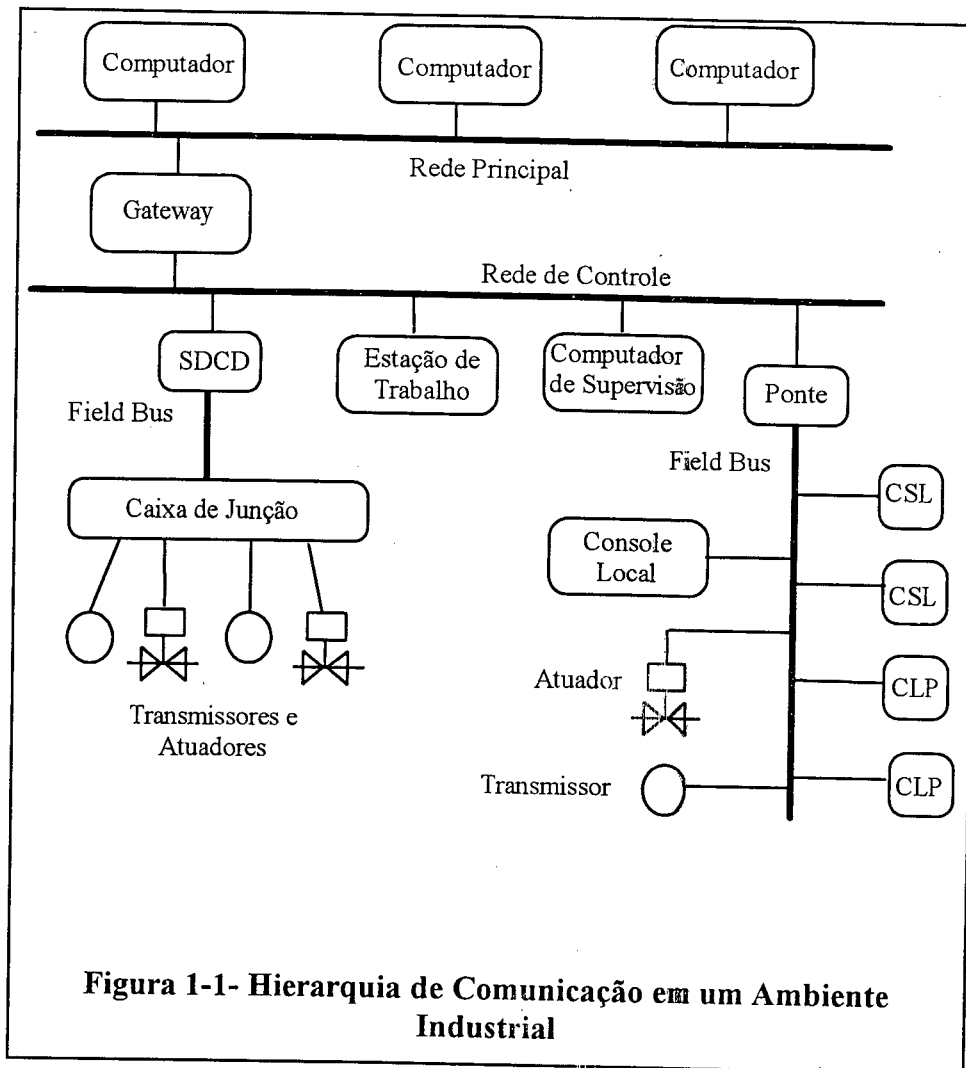 Computador
Computador
Computador
Rede Principal
Gateway
Rede de Controle
SDCD
Estação de
Trabalho
Computador
de Supervisão
Ponte
Field Bus
Field Bus
Caixa de Junção
CSL
Console
Local
CSL
Atuador
CLP
Transmissores e
Atuadores
Transmissor
CLP
Figura 1-1- Hierarquia de Comunicação em um Ambiente
Industrial